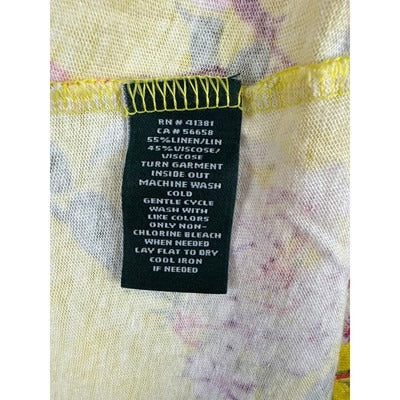 RN # 41381
CA # 56658
55%LINEN/LIN
45%VISCOSE/
VISCOSE
TURN GARMENT
INSIDE OUT
MACHINE WASH
COLD
GENTLE CYCLE
WASH WITH
LIKE COLORS
ONLY NON-
CHLORINE BLEACH
WHEN NEEDED
LAY FLAT TO DRY
COOL IRON
IF NEEDED